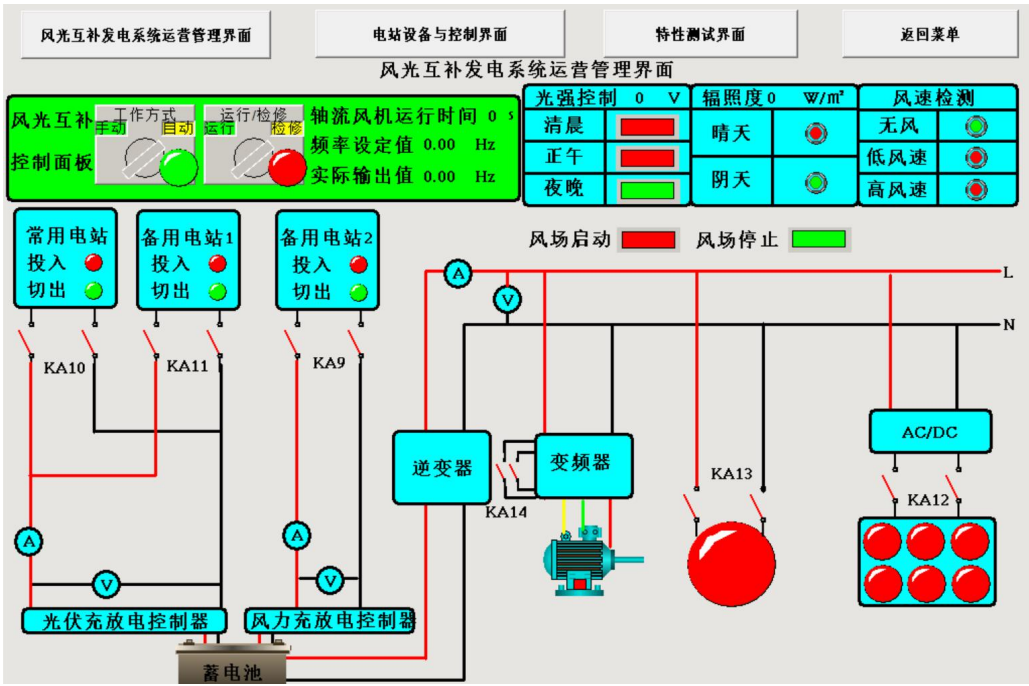 风光互补发电系统运营管理界面
电站设备与控制界面
特性测试界面
返回菜单
风光互补发电系统运营管理界面
风光互补
控制面板
工作方式
手动 自动
运行/检修
运行 检修
轴流风机运行时间 0 s
频率设定值 0.00 Hz
实际输出值 0.00 Hz
光强控制 0 V
清晨
正午
夜晚
辐照度0 W/m²
晴天
阴天
风速检测
无风
低风速
高风速
风场启动
风场停止
常用电站
投入
切出
备用电站1
投入
切出
备用电站2
投入
切出
A
V
L
N
KA10
KA11
KA9
逆变器
变频器
KA14
KA13
AC/DC
KA12
A
V
A
V
光伏充放电控制器
风力充放电控制器
蓄电池